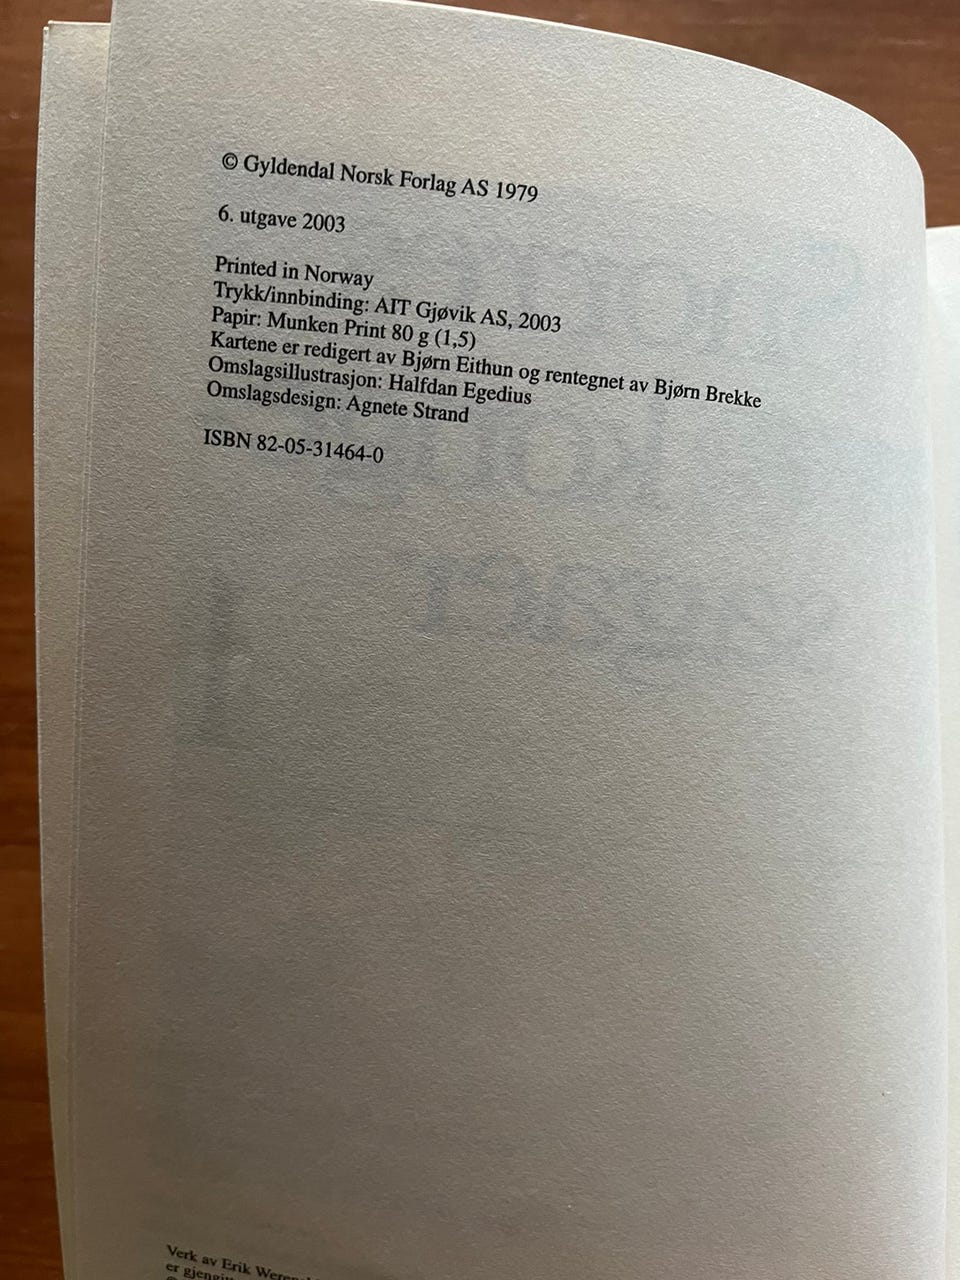 © Gyldendal Norsk Forlag AS 1979
6. utgave 2003
Printed in Norway
Trykk/innbinding: AIT Gjøvik AS, 2003
Papir: Munken Print 80 g (1,5)
Kartene er redigert av Bjørn Eithun og rentegnet av Bjørn Brekke
Omslagsillustrasjon: Halfdan Egedius
Omslagsdesign: Agnete Strand
ISBN 82-05-31464-0
Verk av Erik
er